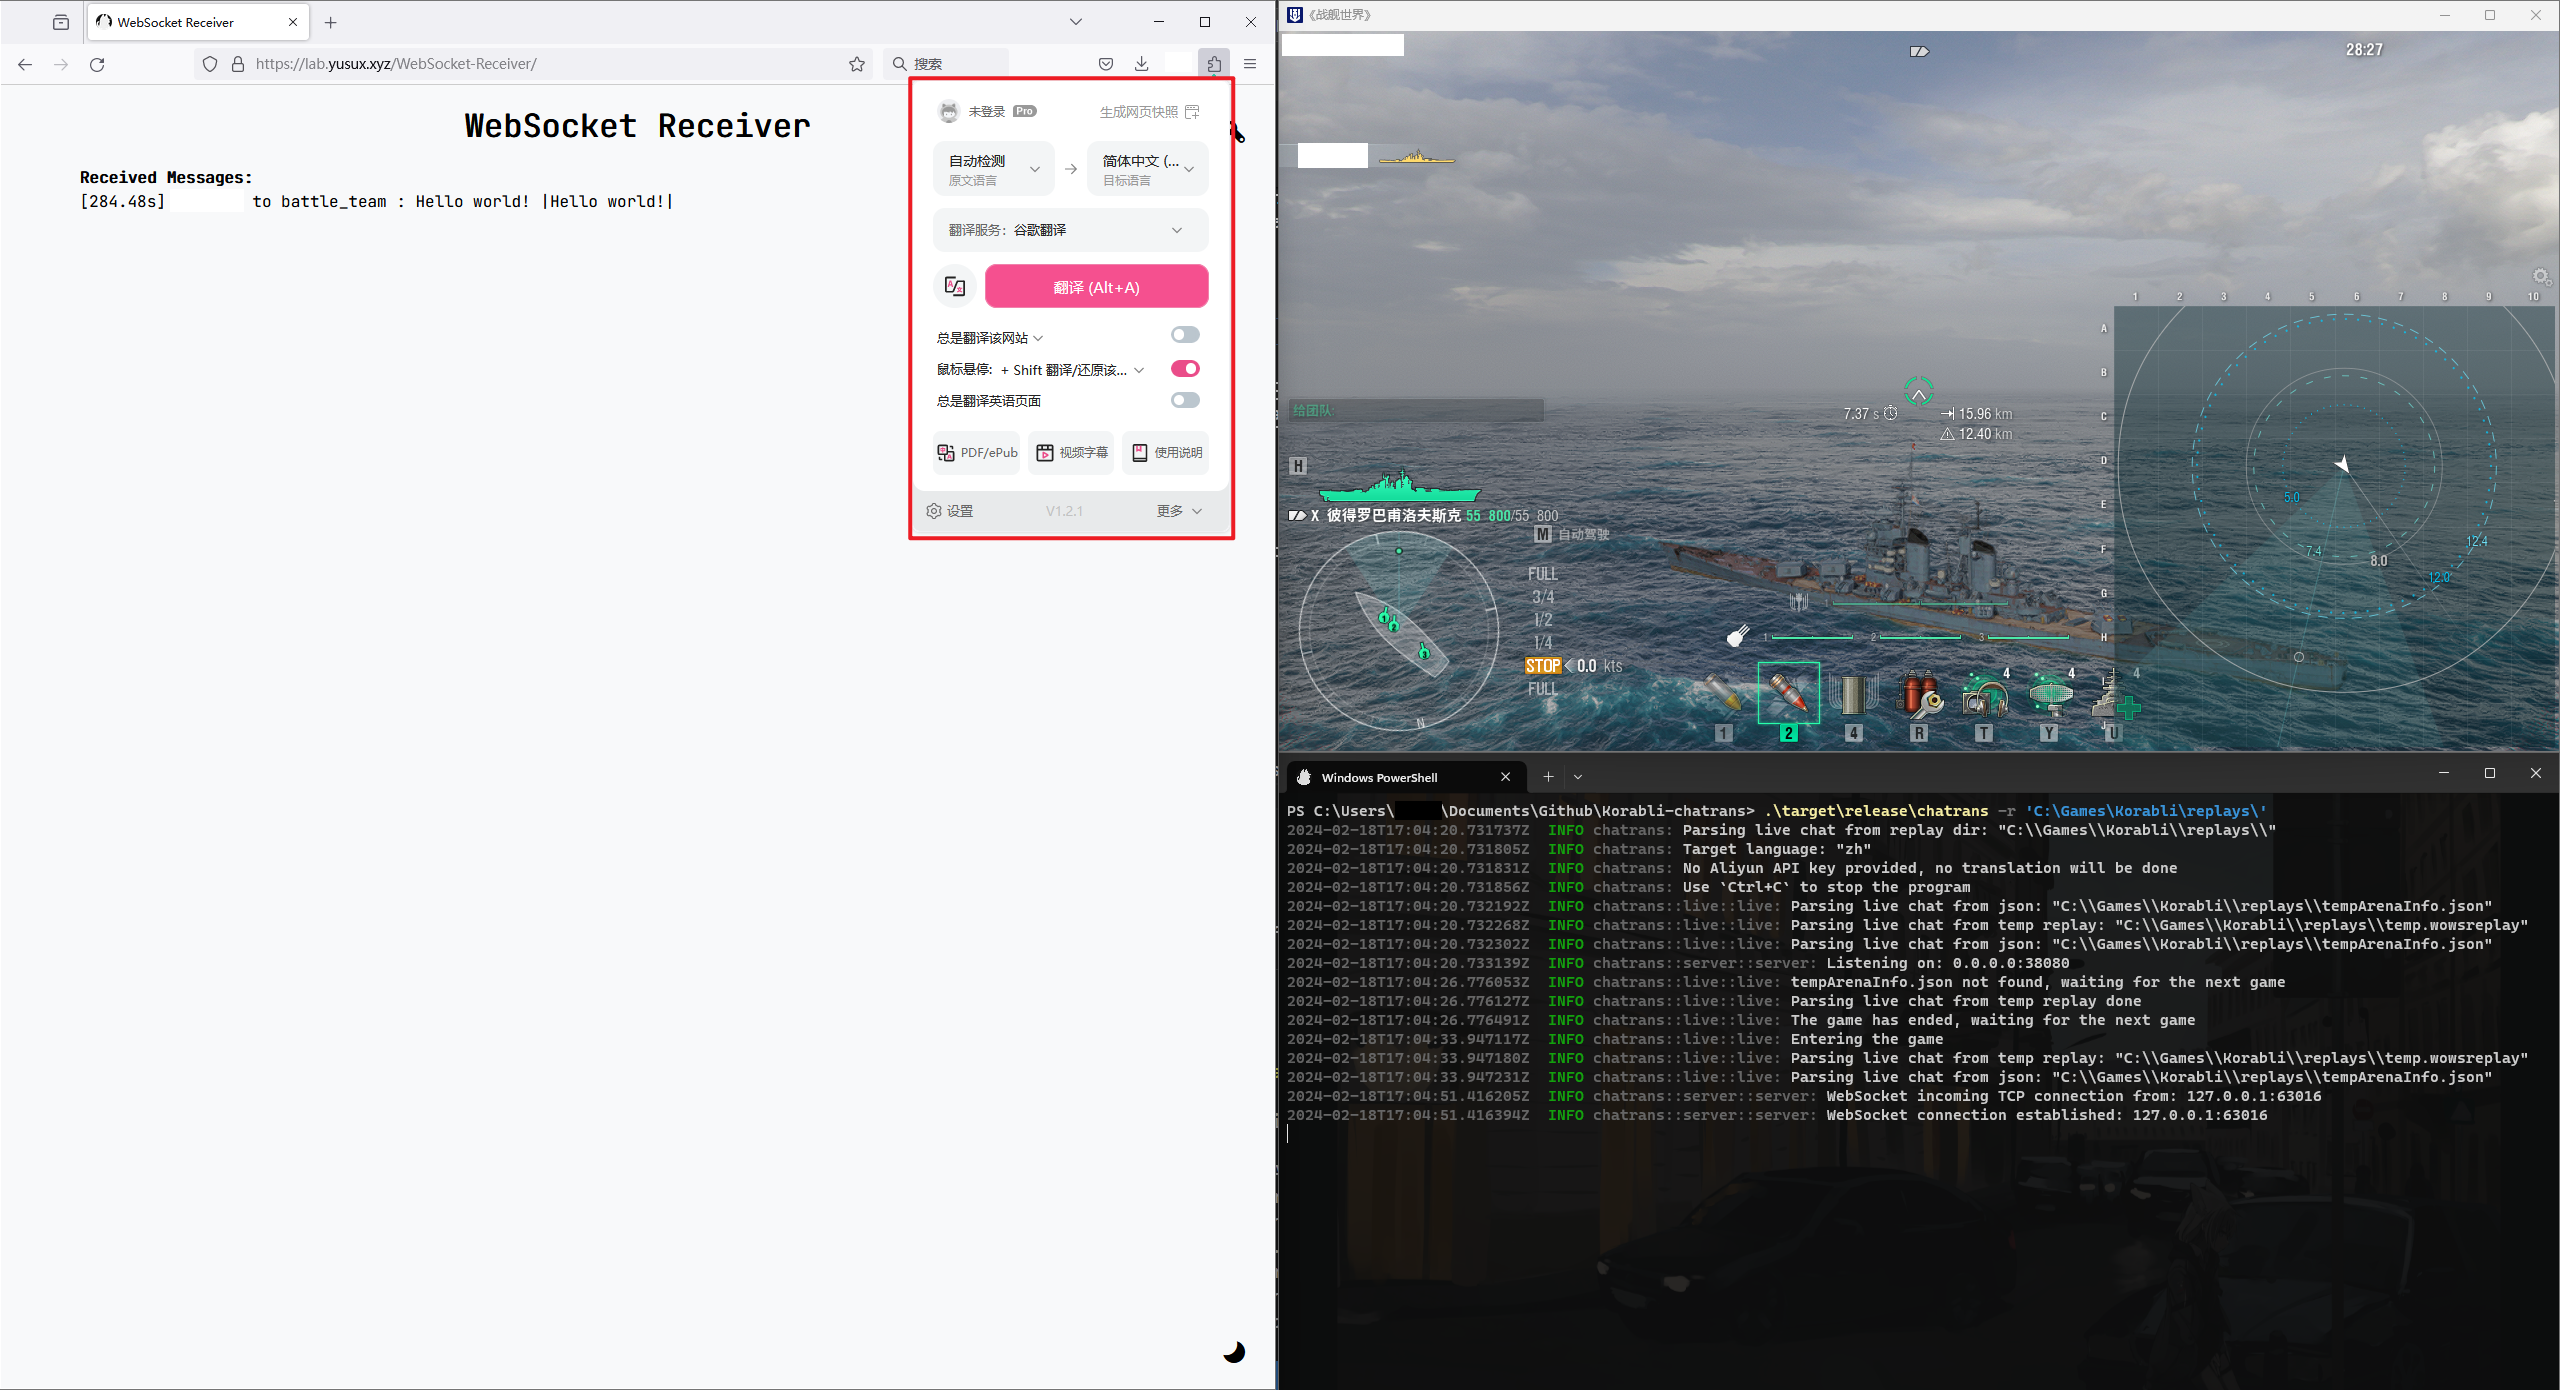 WebSocket Receiver
https://lab.yusux.xyz/WebSocket-Receiver/
搜索
WebSocket Receiver
Received Messages:
[284.48s] to battle_team : Hello world! |Hello world!|
未登录 Pro
生成网页快照
自动检测
原文语言
简体中文 (...
目标语言
翻译服务: 谷歌翻译
翻译 (Alt+A)
总是翻译该网站
鼠标悬停: + Shift 翻译/还原该...
总是翻译英语页面
PDF/ePub
视频字幕
使用说明
设置
V1.2.1
更多
《战舰世界》
28:27
1 2 3 4 5 6 7 8 9 10
A
B
C
D
E
F
G
H
J
7.37 s
15.96 km
12.40 km
给团队:
H
X 彼得罗巴甫洛夫斯克 55 800/55 800
M 自动驾驶
FULL
3/4
1/2
1/4
STOP 0.0 kts
FULL
1
2
3
N
5.0
7.4
8.0
12.4
12.0
1
1 2 3
4 4 4
1 2 4 R T Y U
Windows PowerShell
PS C:\Users\ \Documents\Github\Korabli-chatrans> .\target\release\chatrans -r 'C:\Games\Korabli\replays\'
2024-02-18T17:04:20.731737Z INFO chatrans: Parsing live chat from replay dir: "C:\\Games\\Korabli\\replays\\"
2024-02-18T17:04:20.731805Z INFO chatrans: Target language: "zh"
2024-02-18T17:04:20.731831Z INFO chatrans: No Aliyun API key provided, no translation will be done
2024-02-18T17:04:20.731856Z INFO chatrans: Use `Ctrl+C` to stop the program
2024-02-18T17:04:20.732192Z INFO chatrans::live::live: Parsing live chat from json: "C:\\Games\\Korabli\\replays\\tempArenaInfo.json"
2024-02-18T17:04:20.732268Z INFO chatrans::live::live: Parsing live chat from temp replay: "C:\\Games\\Korabli\\replays\\temp.wowsreplay"
2024-02-18T17:04:20.732302Z INFO chatrans::live::live: Parsing live chat from json: "C:\\Games\\Korabli\\replays\\tempArenaInfo.json"
2024-02-18T17:04:20.733139Z INFO chatrans::server::server: Listening on: 0.0.0.0:38080
2024-02-18T17:04:26.776053Z INFO chatrans::live::live: tempArenaInfo.json not found, waiting for the next game
2024-02-18T17:04:26.776127Z INFO chatrans::live::live: Parsing live chat from temp replay done
2024-02-18T17:04:26.776491Z INFO chatrans::live::live: The game has ended, waiting for the next game
2024-02-18T17:04:33.947117Z INFO chatrans::live::live: Entering the game
2024-02-18T17:04:33.947180Z INFO chatrans::live::live: Parsing live chat from temp replay: "C:\\Games\\Korabli\\replays\\temp.wowsreplay"
2024-02-18T17:04:33.947231Z INFO chatrans::live::live: Parsing live chat from json: "C:\\Games\\Korabli\\replays\\tempArenaInfo.json"
2024-02-18T17:04:51.416205Z INFO chatrans::server::server: WebSocket incoming TCP connection from: 127.0.0.1:63016
2024-02-18T17:04:51.416394Z INFO chatrans::server::server: WebSocket connection established: 127.0.0.1:63016